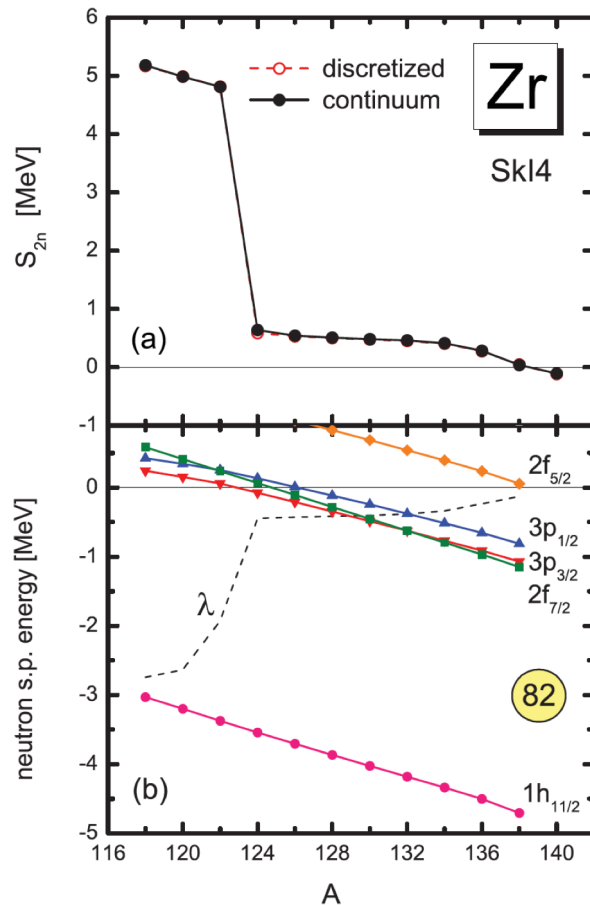 6
5
4
3
2
1
0
-1
S2n [MeV]
discretized
continuum
Zr
SkI4
(a)
0
-1
-2
-3
-4
-5
neutron s.p. energy [MeV]
2f5/2
3p1/2
3p3/2
2f7/2
λ
82
1h11/2
(b)
116 120 124 128 132 136 140
A